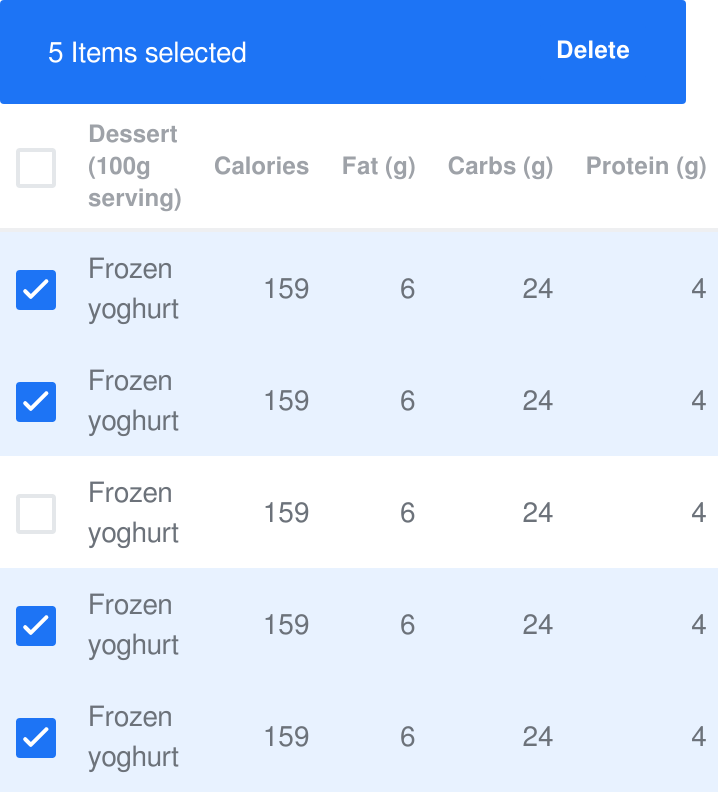 5 Items selected Delete
Dessert
(100g
serving) Calories Fat (g) Carbs (g) Protein (g)
Frozen
yoghurt 159 6 24 4
Frozen
yoghurt 159 6 24 4
Frozen
yoghurt 159 6 24 4
Frozen
yoghurt 159 6 24 4
Frozen
yoghurt 159 6 24 4